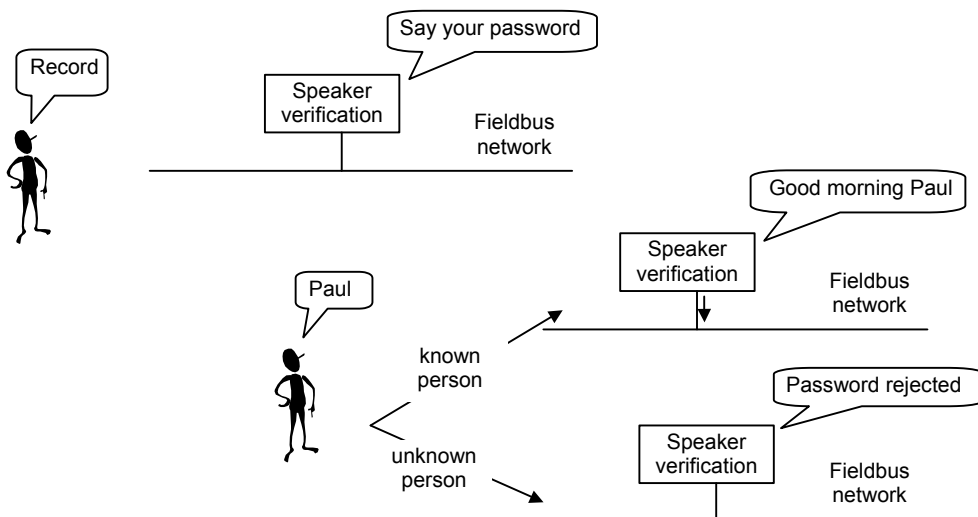 Say your password
Record
Speaker
verification
Fieldbus
network
Good morning Paul
Speaker
verification
Fieldbus
network
Paul
known
person
Password rejected
Speaker
verification
Fieldbus
network
unknown
person